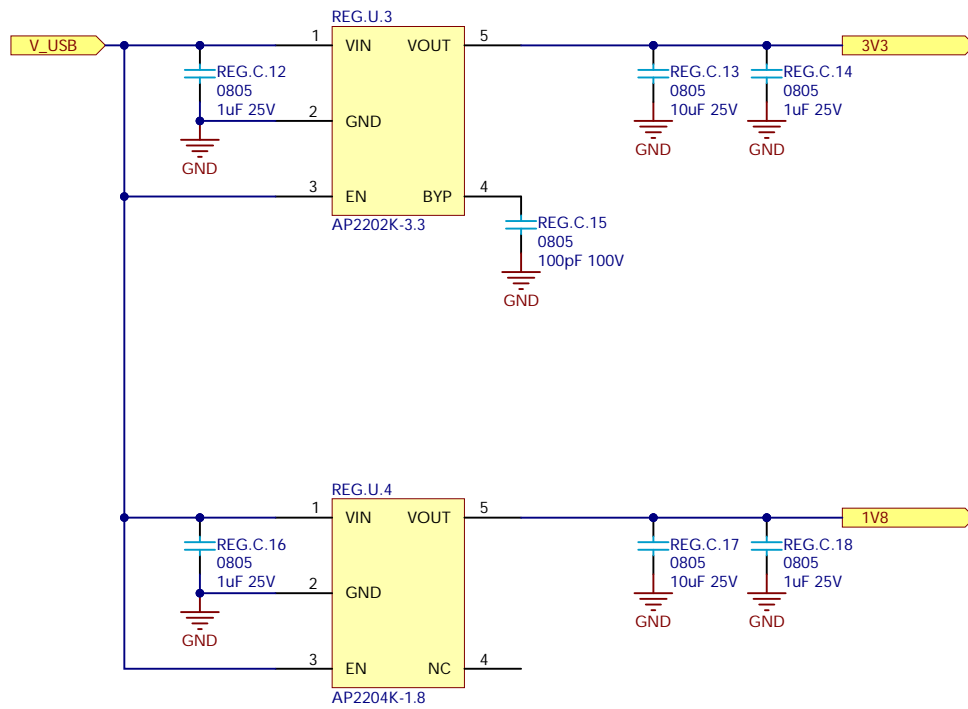 REG.U.3
V_USB
1
VIN
VOUT
5
3V3
REG.C.12
0805
1uF 25V
REG.C.13
0805
10uF 25V
REG.C.14
0805
1uF 25V
2
GND
GND
GND
GND
3
EN
BYP
4
AP2202K-3.3
REG.C.15
0805
100pF 100V
GND
REG.U.4
1
VIN
VOUT
5
1V8
REG.C.16
0805
1uF 25V
REG.C.17
0805
10uF 25V
REG.C.18
0805
1uF 25V
2
GND
GND
GND
GND
3
EN
NC
4
AP2204K-1.8